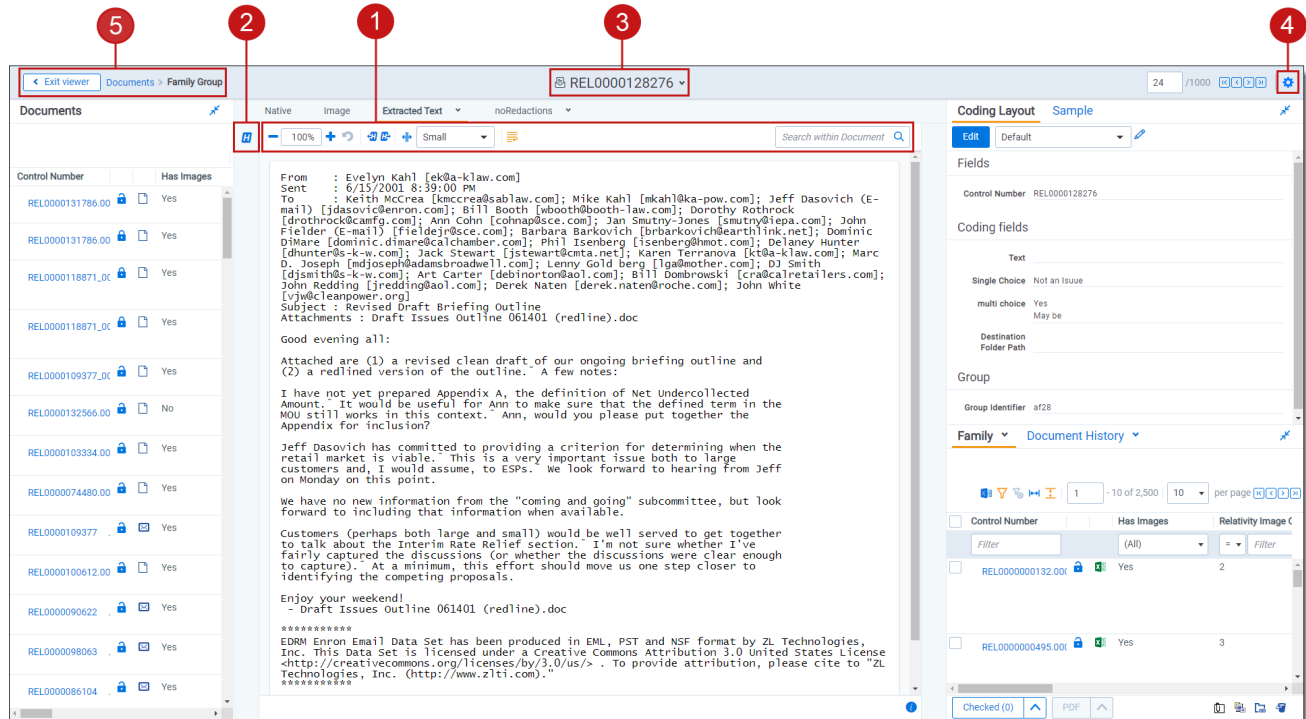 5
2
1
3
4
Exit viewer Documents > Family Group
REL0000128276
24 /1000
Documents
Control Number Has Images
REL0000131786.00 Yes
REL0000131786.00 Yes
REL0000118871_0C Yes
REL0000118871_0C Yes
REL0000109377_0C Yes
REL0000132566.00 No
REL0000103334.00 Yes
REL0000074480.00 Yes
REL0000109377 . Yes
REL0000100612.00 Yes
REL0000090622 . Yes
REL0000098063 . Yes
REL0000086104 . Yes
Native Image Extracted Text noRedactions
H
100% Small Search within Document
From : Evelyn Kahl [ek@a-klaw.com]
Sent : 6/15/2001 8:39:00 PM
To : Keith McCrea [kmccrea@sablaw.com]; Mike Kahl [mkahl@ka-pow.com]; Jeff Dasovich (E-
mail) [jdasovic@enron.com]; Bill Booth [wbooth@booth-law.com]; Dorothy Rothrock
[drothrock@camfg.com]; Ann Cohn [cohnap@sce.com]; Jan Smutny-Jones [smutny@iepa.com]; John
Fielder (E-mail) [fieldejr@sce.com]; Barbara Barkovich [brbarkovich@earthlink.net]; Dominic
DiMare [dominic.dimare@calchamber.com]; Phil Isenberg [isenberg@hmot.com]; Delaney Hunter
[dhunter@s-k-w.com]; Jack Stewart [jstewart@cmta.net]; Karen Terranova [kt@a-klaw.com]; Marc
D. Joseph [mdjoseph@adamsbroadwell.com]; Lenny Gold berg [lga@mother.com]; DJ Smith
[djsmith@s-k-w.com]; Art Carter [debinorton@aol.com]; Bill Dombrowski [cra@calretailers.com];
John Redding [jredding@aol.com]; Derek Naten [derek.naten@roche.com]; John White
[vjw@cleanpower.org]
Subject : Revised Draft Briefing Outline
Attachments : Draft Issues Outline 061401 (redline).doc
Good evening all:
Attached are (1) a revised clean draft of our ongoing briefing outline and
(2) a redlined version of the outline.¨ A few notes:
I have not yet prepared Appendix A, the definition of Net Undercollected
Amount.¨ It would be useful for Ann to make sure that the defined term in the
MOU still works in this context.¨ Ann, would you please put together the
Appendix for inclusion?
Jeff Dasovich has committed to providing a criterion for determining when the
retail market is viable.¨ This is a very important issue both to large
customers and, I would assume, to ESPs.¨ We look forward to hearing from Jeff
on Monday on this point.
We have no new information from the "coming and going" subcommittee, but look
forward to including that information when available.
Customers (perhaps both large and small) would be well served to get together
to talk about the Interim Rate Relief section.¨ I'm not sure whether I've
fairly captured the discussions (or whether the discussions were clear enough
to capture).¨ At a minimum, this effort should move us one step closer to
identifying the competing proposals.
Enjoy your weekend!
- Draft Issues Outline 061401 (redline).doc
***********
EDRM Enron Email Data Set has been produced in EML, PST and NSF format by ZL Technologies,
Inc. This Data Set is licensed under a Creative Commons Attribution 3.0 United States License
<http://creativecommons.org/licenses/by/3.0/us/> . To provide attribution, please cite to "ZL
Technologies, Inc. (http://www.zlti.com)."
***********
Coding Layout Sample
Edit Default
Fields
Control Number REL0000128276
Coding fields
Text
Single Choice Not an Isuue
multi choice Yes
May be
Destination
Folder Path
Group
Group Identifier af28
Family Document History
1 - 10 of 2,500 10 per page
Control Number Has Images Relativity Image C
Filter (All) = Filter
REL0000000132.000 Yes 2
REL0000000495.000 Yes 3
Checked (0) PDF